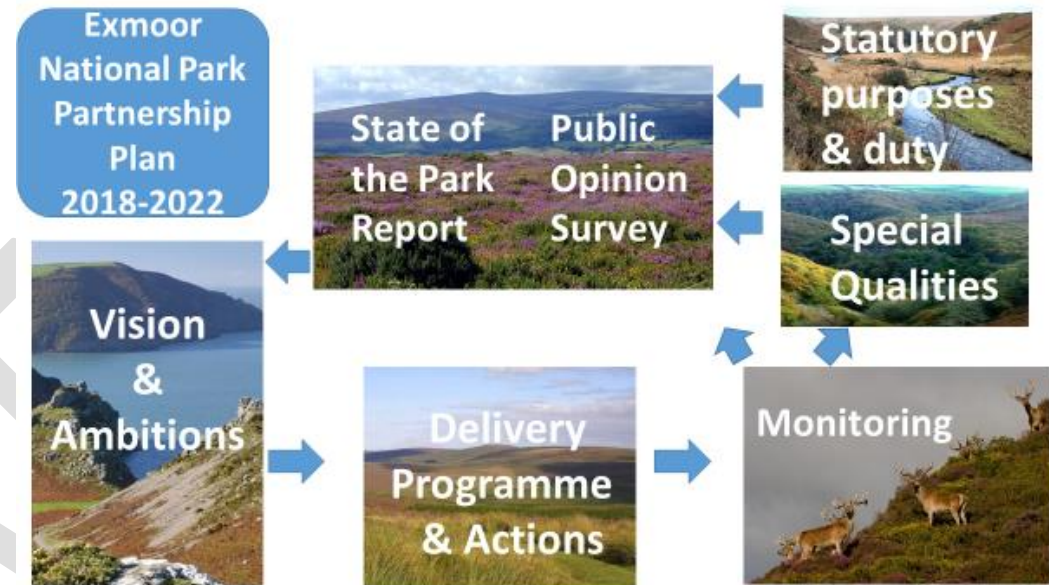 Exmoor
National Park
Partnership
Plan
2018-2022
State of
the Park
Report
Public
Opinion
Survey
Statutory
purposes
& duty
Special
Qualities
Vision
&
Ambitions
Delivery
Programme
& Actions
Monitoring